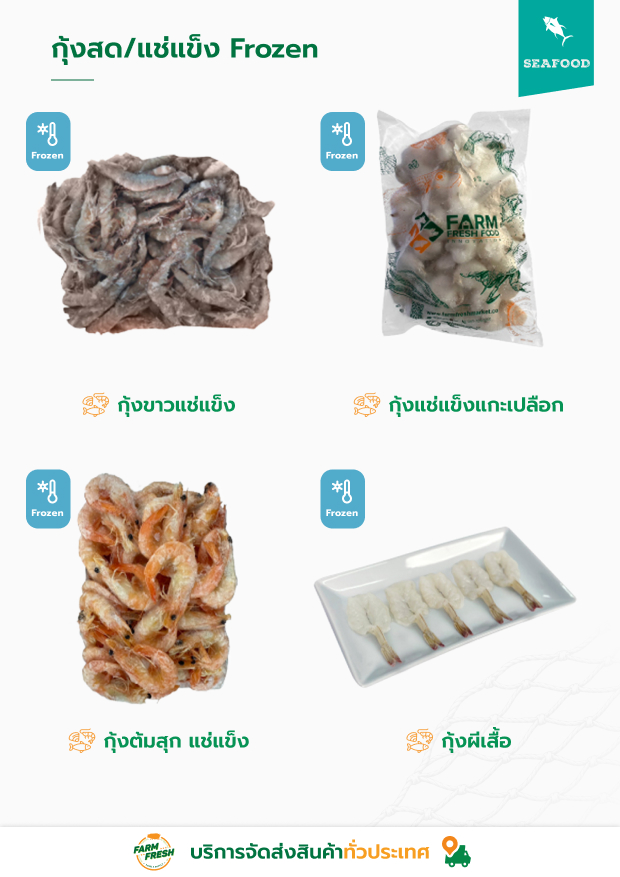 กุ้งสด/แช่แข็ง Frozen
SEAFOOD
Frozen
Frozen
FARM
FRESH FOOD
INNOVATION
กุ้งขาวแช่แข็ง
กุ้งแช่แข็งแกะเปลือก
Frozen
Frozen
กุ้งต้มสุก แช่แข็ง
กุ้งผีเสื้อ
FARM
FRESH
บริการจัดส่งสินค้าทั่วประเทศ